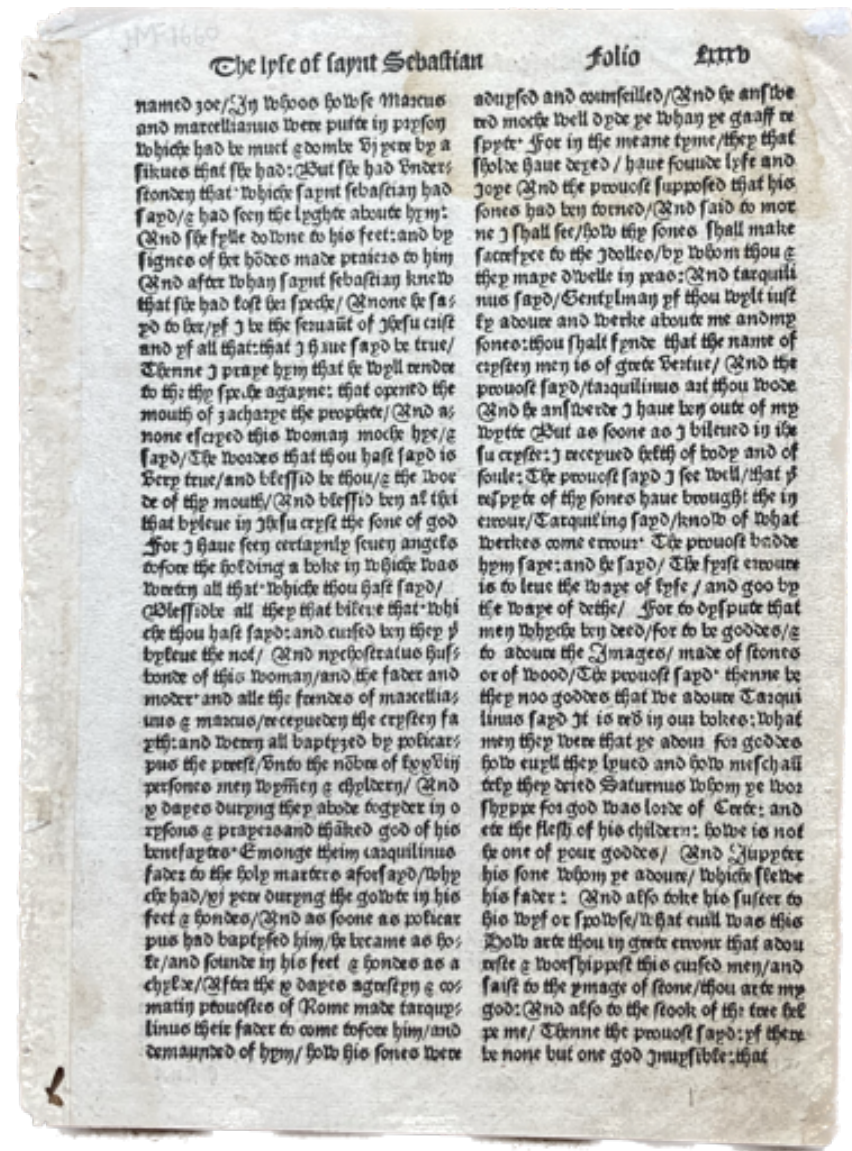 JMF1660
The lyfe of saynt Sebastian Folio Lxxxv
named zoe/In whoos howse Marcus
and marcellianus were putte in pryson
whiche had be muet & dombe vj yere by a
sikues that she had: But she had vnder⸗
stonden that whiche saynt sebastian had
sayd/& had seen the lyghte aboute hym:
And she fylle downe to his feet: and by
signes of her hōdes made praiers to him
And after whan saynt sebastian knew
that she had lost her speche/ Anone he sa⸗
yd to her/yf I be the seruaūt of Ihesu crist
and yf all that: that I haue sayd be true/
Thenne I praye hym that he wyll rendre
to the thy speche agayne: that opened the
mouth of zacharye the prophete/ And a⸗
none escryed this woman moche hye/&
sayd/The wordes that thou hast sayd is
very true/and blessid be thou/& the wor
de of thy mouth/And blessid ben al thei
that byleue in Ihesu cryst the sone of god
For I haue seen certaynly seuen angels
tofore the holding a boke in whiche was
wreten all that whiche thou hast sayd/
Blessidbe all they that bileve that whi
che thou hast sayd: and cursed ben they þͭ
byleue the not/ And nychostratus hus⸗
bonde of this woman/and the fader and
moder and alle the frendes of marcellia⸗
uus & marcus/receyueden the crysten fa
yth: and weren all baptyzed by policar⸗
pus the preest/vnto the nōbre of lxxviij
persones men wym̄en & chyldern/ And
x dayes duryng they abode togyder in o
rysons & prayersand thāked god of his
benefaytes Emonge theim tarquilinus
fader to the holy marters aforsayd/why
che had/xj yere duryng the gowte in his
feet & hondes/And as soone as policar
pus had baptysed him/he became as ho⸗
le/and sounde in his feet & hondes as a
chylde/After the x dayes agrestyn & co⸗
matin prouostes of Rome made tarquy⸗
linus their fader to come tofore him/and
demaunded of hym/ how his sones were
aduysed and counseilled/And he answe
red moche well dyde ye whan ye gaaff re
spyte For in the meane tyme/they that
sholde haue deyed / haue founde lyfe and
Joye And the prouost supposed that his
sones had ben torned/And said to mor
ne I shall see/how thy sones shall make
sacrefyce to the Idolles/by whom thou &
they maye dwelle in peas: And tarquili
nus sayd/Gentylman yf thou wylt iust
ly adoure and werke aboute me andmy
sones: thou shalt fynde that the name of
crysten men is of grete vertue/ And the
prouost sayd/tarquilinus art thou wode
And he answerde I haue ben oute of my
wytte But as soone as I bileued in ihe
su cryste: I receyued helth of body and of
soule: The prouost sayd I see well/that þͤ
respyte of thy sones haue brought the in
errour/Tarquiling sayd/know of what
werkes come errour The prouost badde
hym saye: and he sayd/ The fyrst erroure
is to leue the waye of lyfe / and goo by
the waye of dethe/ For to dyspute that
men whyche ben deed/for to be goddes/&
to adoure the Images/ made of stones
or of wood/The prouost sayd thenne be
they noo goddes that we adoure Tarqui
linus sayd It is red in our bokes: what
men they were that ye adour for goddes
how euyll they lyued and how meschall
tely they deied Saturnus whom ye wor
shyppe for god was lorde of Crete: and
ete the flesh of his childern: howe is not
he one of your goddes/ And Jupyter
his sone whom ye adoure/ whiche slewe
his fader: And also toke his suster to
his wyf or spowse/what euill was this
How arte thou in grete errour that adou
reste & worshippest this cursed men/and
saist to the ymage of stone/thou arte my
god: And also to the stook of the tree hel
pe me/ Thenne the prouost sayd: yf there
be none but one god Inuysible: that